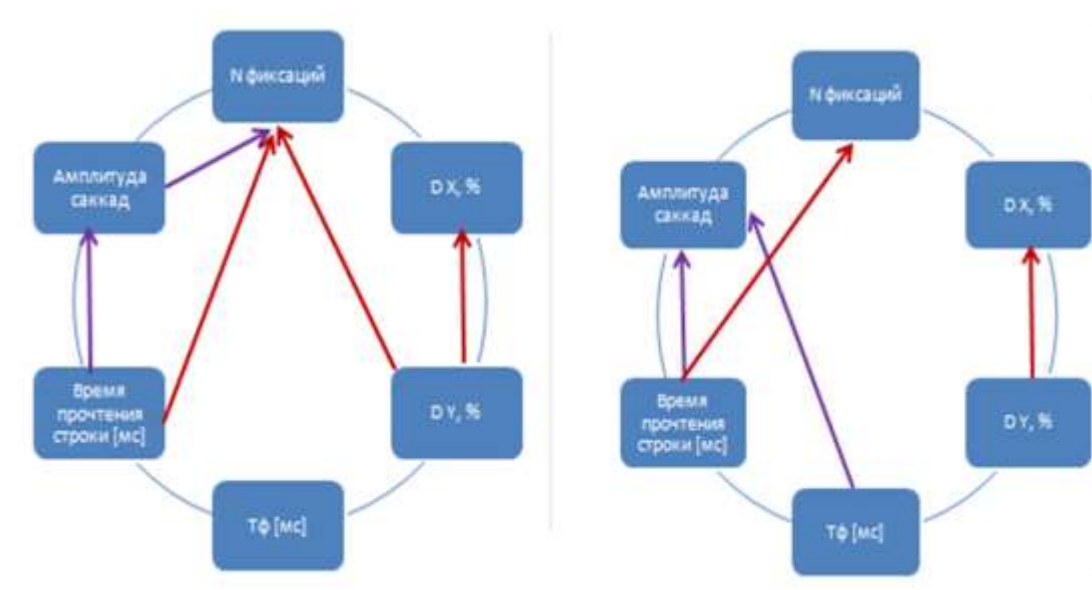 N фиксаций
Амплитуда
саккад
D X, %
Время
прочтения
строки [мс]
D Y, %
Тф [мс]
N фиксаций
Амплитуда
саккад
D X, %
Время
прочтения
строки [мс]
D Y, %
Тф [мс]